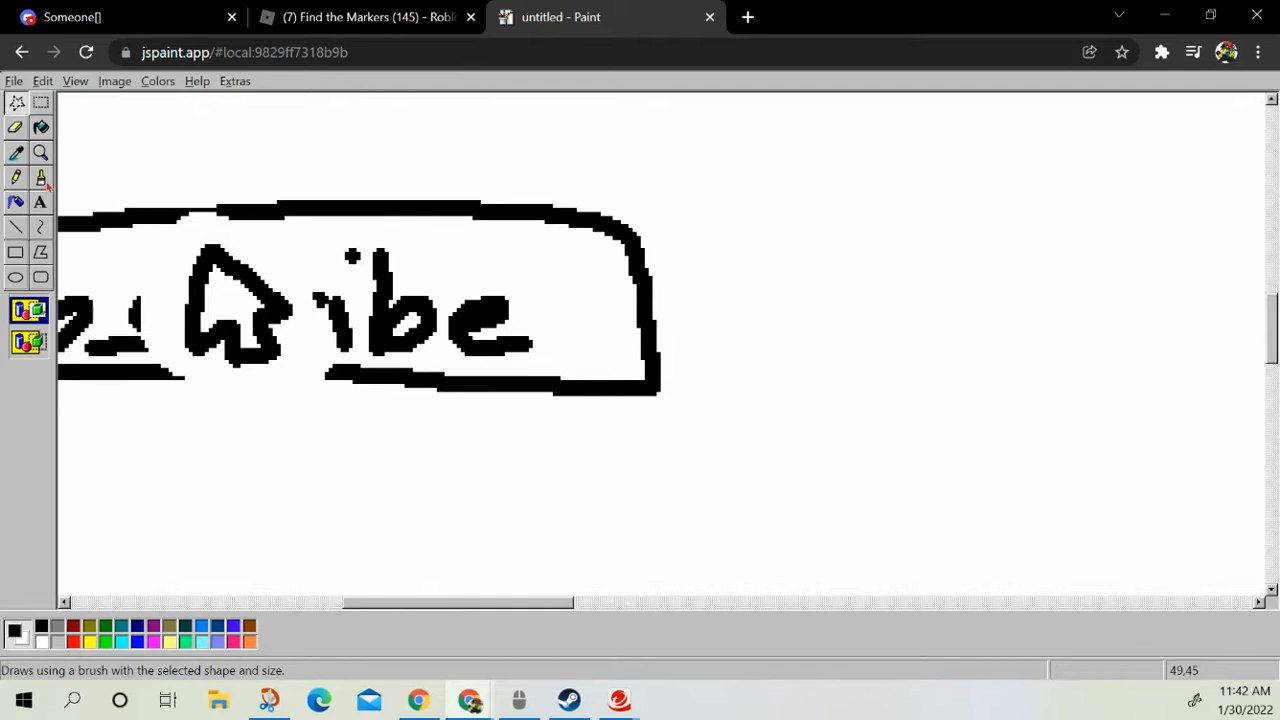 Someone[]
(7) Find the Markers (145) - Roblo
untitled - Paint
jspaint.app/#local:9829ff7318b9b
File Edit View Image Colors Help Extras
A
ibe
Draws using a brush with the selected shape and size.
49,45
11:42 AM
1/30/2022